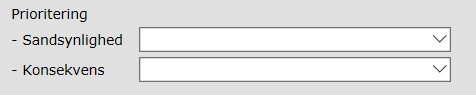 Prioritering
- Sandsynlighed
- Konsekvens